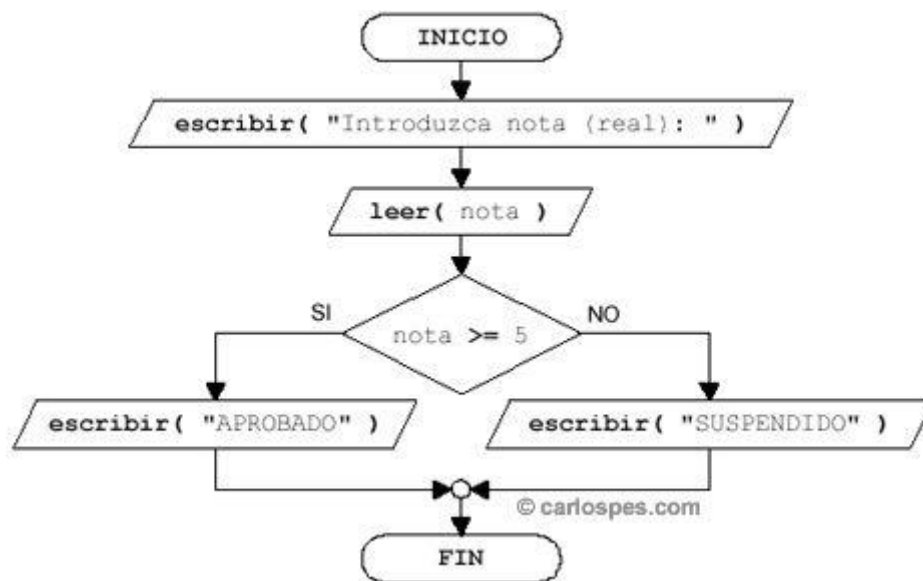 INICIO
escribir( "Introduzca nota (real): " )
leer( nota )
SI
NO
nota >= 5
escribir( "APROBADO" )
escribir( "SUSPENDIDO" )
© carlospes.com
FIN